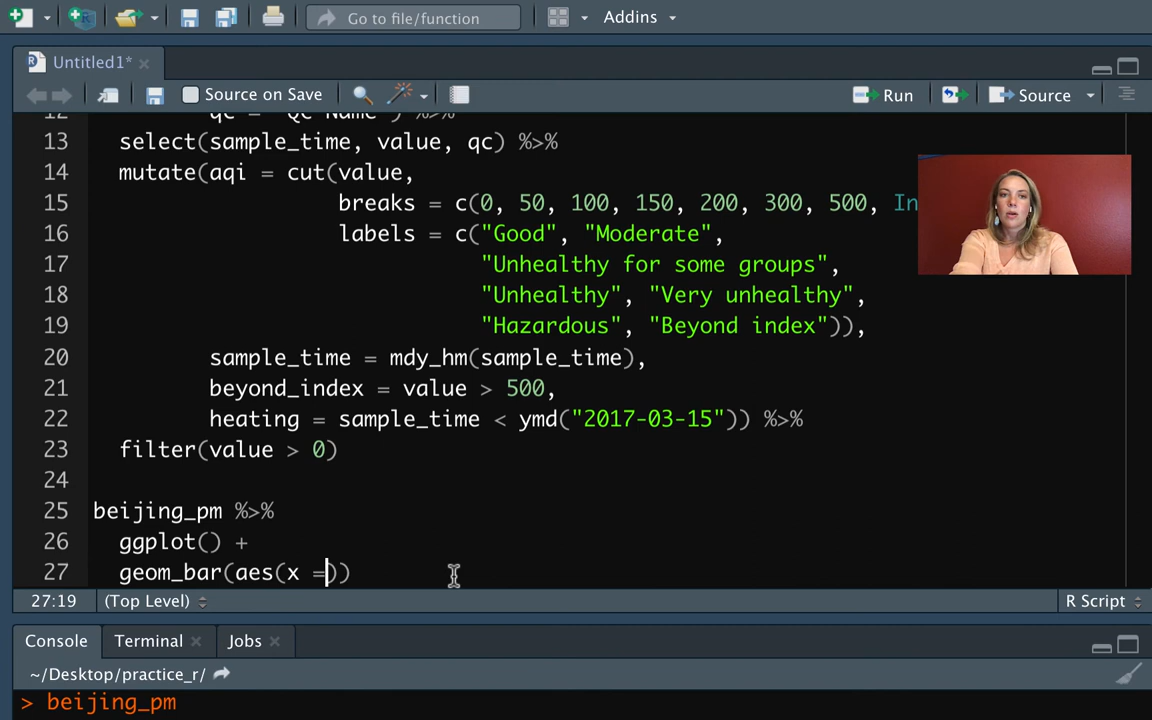 Go to file/function
Addins
Untitled1*
Source on Save
Run
Source
13 select(sample_time, value, qc) %>%
14 mutate(aqi = cut(value,
15 breaks = c(0, 50, 100, 150, 200, 300, 500, In
16 labels = c("Good", "Moderate",
17 "Unhealthy for some groups",
18 "Unhealthy", "Very unhealthy",
19 "Hazardous", "Beyond index")),
20 sample_time = mdy_hm(sample_time),
21 beyond_index = value > 500,
22 heating = sample_time < ymd("2017-03-15")) %>%
23 filter(value > 0)
24
25 beijing_pm %>%
26 ggplot() +
27 geom_bar(aes(x =))
27:19 (Top Level) R Script
Console Terminal Jobs
~/Desktop/practice_r/
> beijing_pm